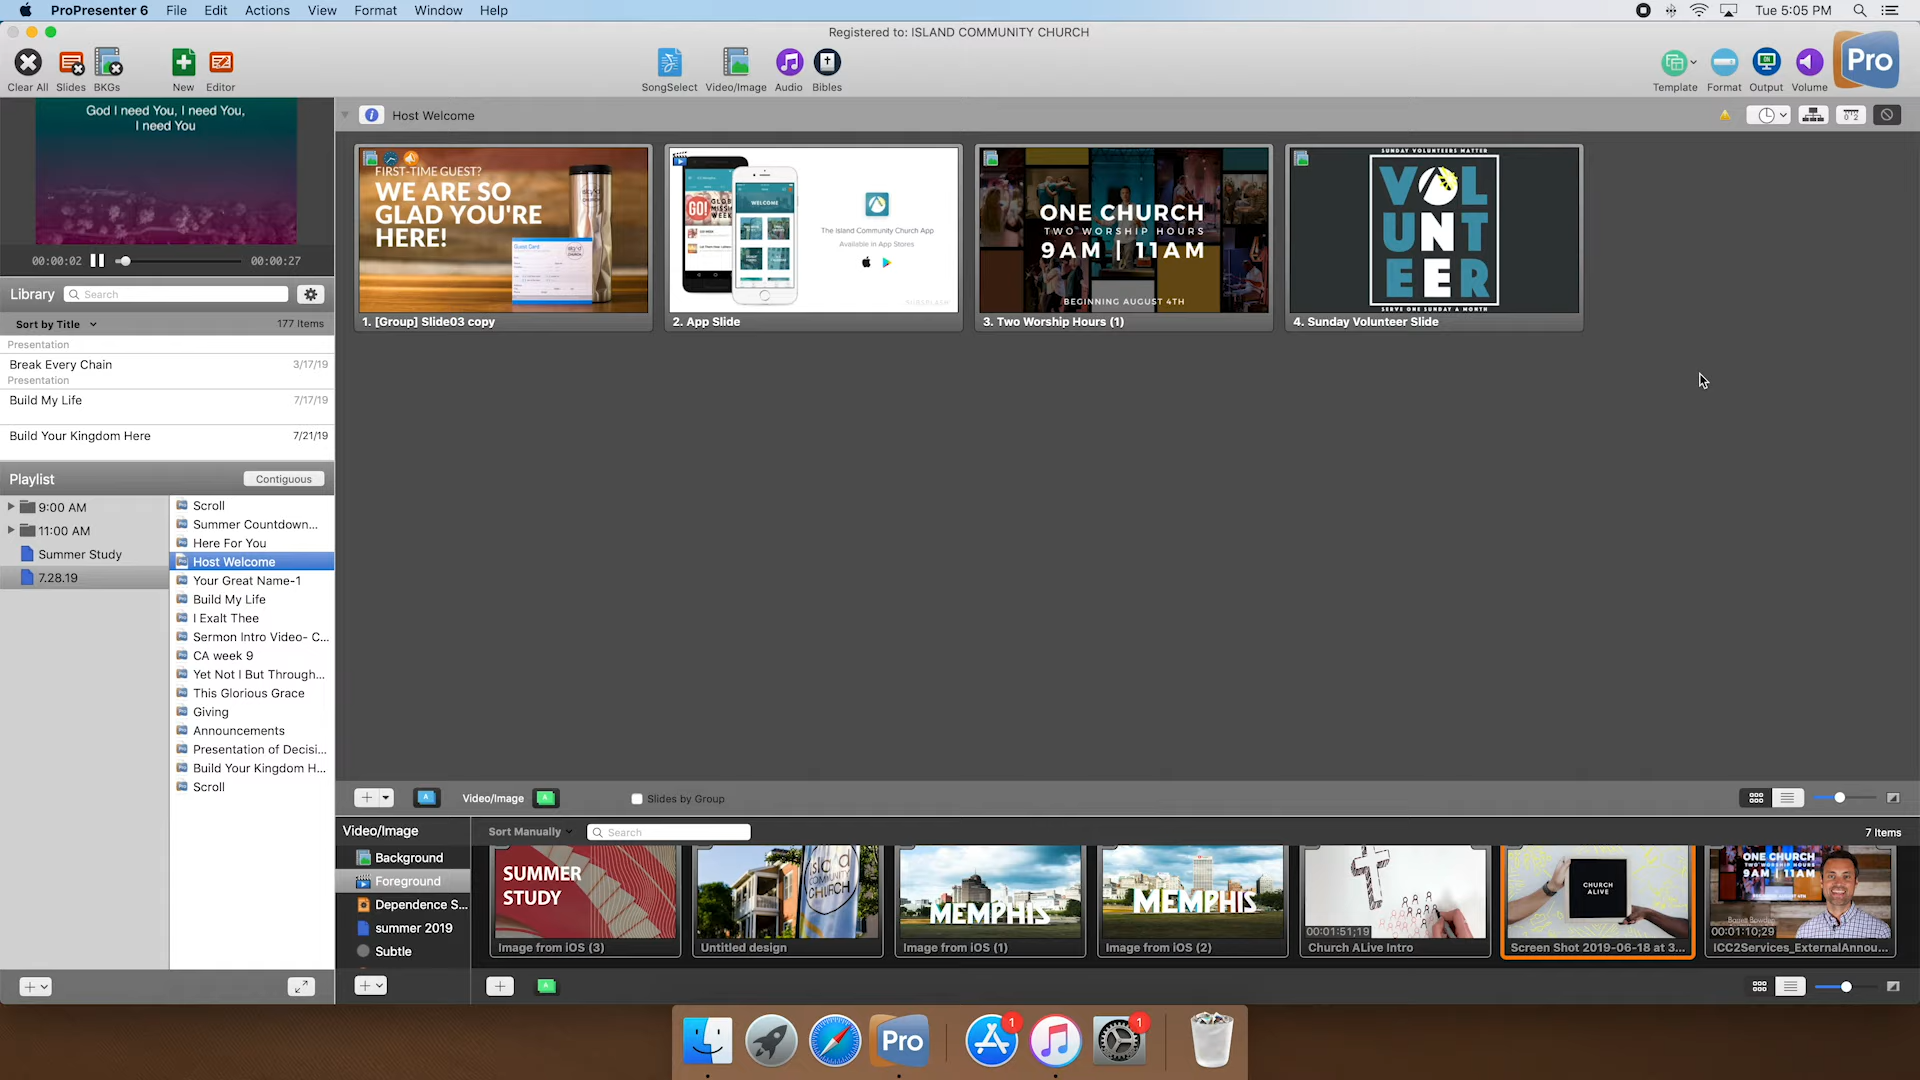 ProPresenter 6 File Edit Actions View Format Window Help
Tue 5:05 PM
Registered to: ISLAND COMMUNITY CHURCH
Clear All Slides BKGs New Editor
SongSelect Video/Image Audio Bibles
Template Format Output Volume
Pro
God I need You, I need You,
I need You
00:00:02 00:00:27
Library Search
Sort by Title 177 Items
Presentation
Break Every Chain 3/17/19
Presentation
Build My Life 7/17/19
Build Your Kingdom Here 7/21/19
Playlist Contiguous
9:00 AM
11:00 AM
Summer Study
7.28.19
Scroll
Summer Countdown...
Here For You
Host Welcome
Your Great Name-1
Build My Life
I Exalt Thee
Sermon Intro Video- C...
CA week 9
Yet Not I But Through...
This Glorious Grace
Giving
Announcements
Presentation of Decisi...
Build Your Kingdom H...
Scroll
Host Welcome
FIRST-TIME GUEST?
WE ARE SO
GLAD YOU'RE
HERE!
Guest Card
1. [Group] Slide03 copy
GO!
WELCOME
The Island Community Church App
Available in App Stores
2. App Slide
ONE CHURCH
TWO WORSHIP HOURS
9AM | 11AM
BEGINNING AUGUST 4TH
3. Two Worship Hours (1)
SUNDAY VOLUNTEERS MATTER
VOL
UNT
EER
SERVE ONE SUNDAY A MONTH
4. Sunday Volunteer Slide
Video/Image Slides by Group
Video/Image
Background
Foreground
Dependence S...
summer 2019
Subtle
Sort Manually Search 7 Items
SUMMER
STUDY
Image from iOS (3)
ISLAND
COMMUNITY
CHURCH
Untitled design
MEMPHIS
Image from iOS (1)
MEMPHIS
Image from iOS (2)
00:01:51;19
Church ALive Intro
CHURCH
ALIVE
Screen Shot 2019-06-18 at 3...
ONE CHURCH
TWO WORSHIP HOURS
9AM | 11AM
00:01:10;29
ICC2Services_ExternalAnnou...
Pro
1
1